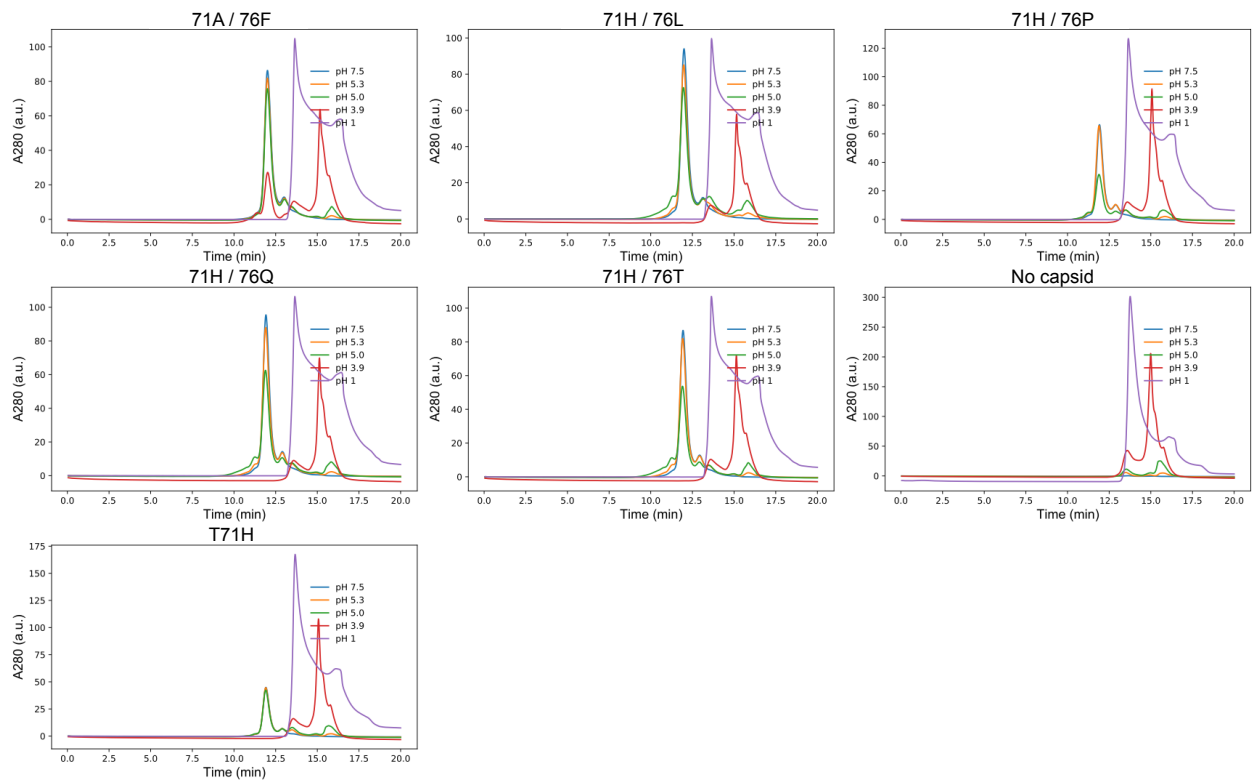 71A / 76F
A280 (a.u.)
100
80
60
40
20
0
pH 7.5
pH 5.3
pH 5.0
pH 3.9
pH 1
0.0 2.5 5.0 7.5 10.0 12.5 15.0 17.5 20.0
Time (min)
71H / 76L
A280 (a.u.)
100
80
60
40
20
0
pH 7.5
pH 5.3
pH 5.0
pH 3.9
pH 1
0.0 2.5 5.0 7.5 10.0 12.5 15.0 17.5 20.0
Time (min)
71H / 76P
A280 (a.u.)
120
100
80
60
40
20
0
pH 7.5
pH 5.3
pH 5.0
pH 3.9
pH 1
0.0 2.5 5.0 7.5 10.0 12.5 15.0 17.5 20.0
Time (min)
71H / 76Q
A280 (a.u.)
100
80
60
40
20
0
pH 7.5
pH 5.3
pH 5.0
pH 3.9
pH 1
0.0 2.5 5.0 7.5 10.0 12.5 15.0 17.5 20.0
Time (min)
71H / 76T
A280 (a.u.)
100
80
60
40
20
0
pH 7.5
pH 5.3
pH 5.0
pH 3.9
pH 1
0.0 2.5 5.0 7.5 10.0 12.5 15.0 17.5 20.0
Time (min)
No capsid
A280 (a.u.)
300
250
200
150
100
50
0
pH 7.5
pH 5.3
pH 5.0
pH 3.9
pH 1
0.0 2.5 5.0 7.5 10.0 12.5 15.0 17.5 20.0
Time (min)
T71H
A280 (a.u.)
175
150
125
100
75
50
25
0
pH 7.5
pH 5.3
pH 5.0
pH 3.9
pH 1
0.0 2.5 5.0 7.5 10.0 12.5 15.0 17.5 20.0
Time (min)